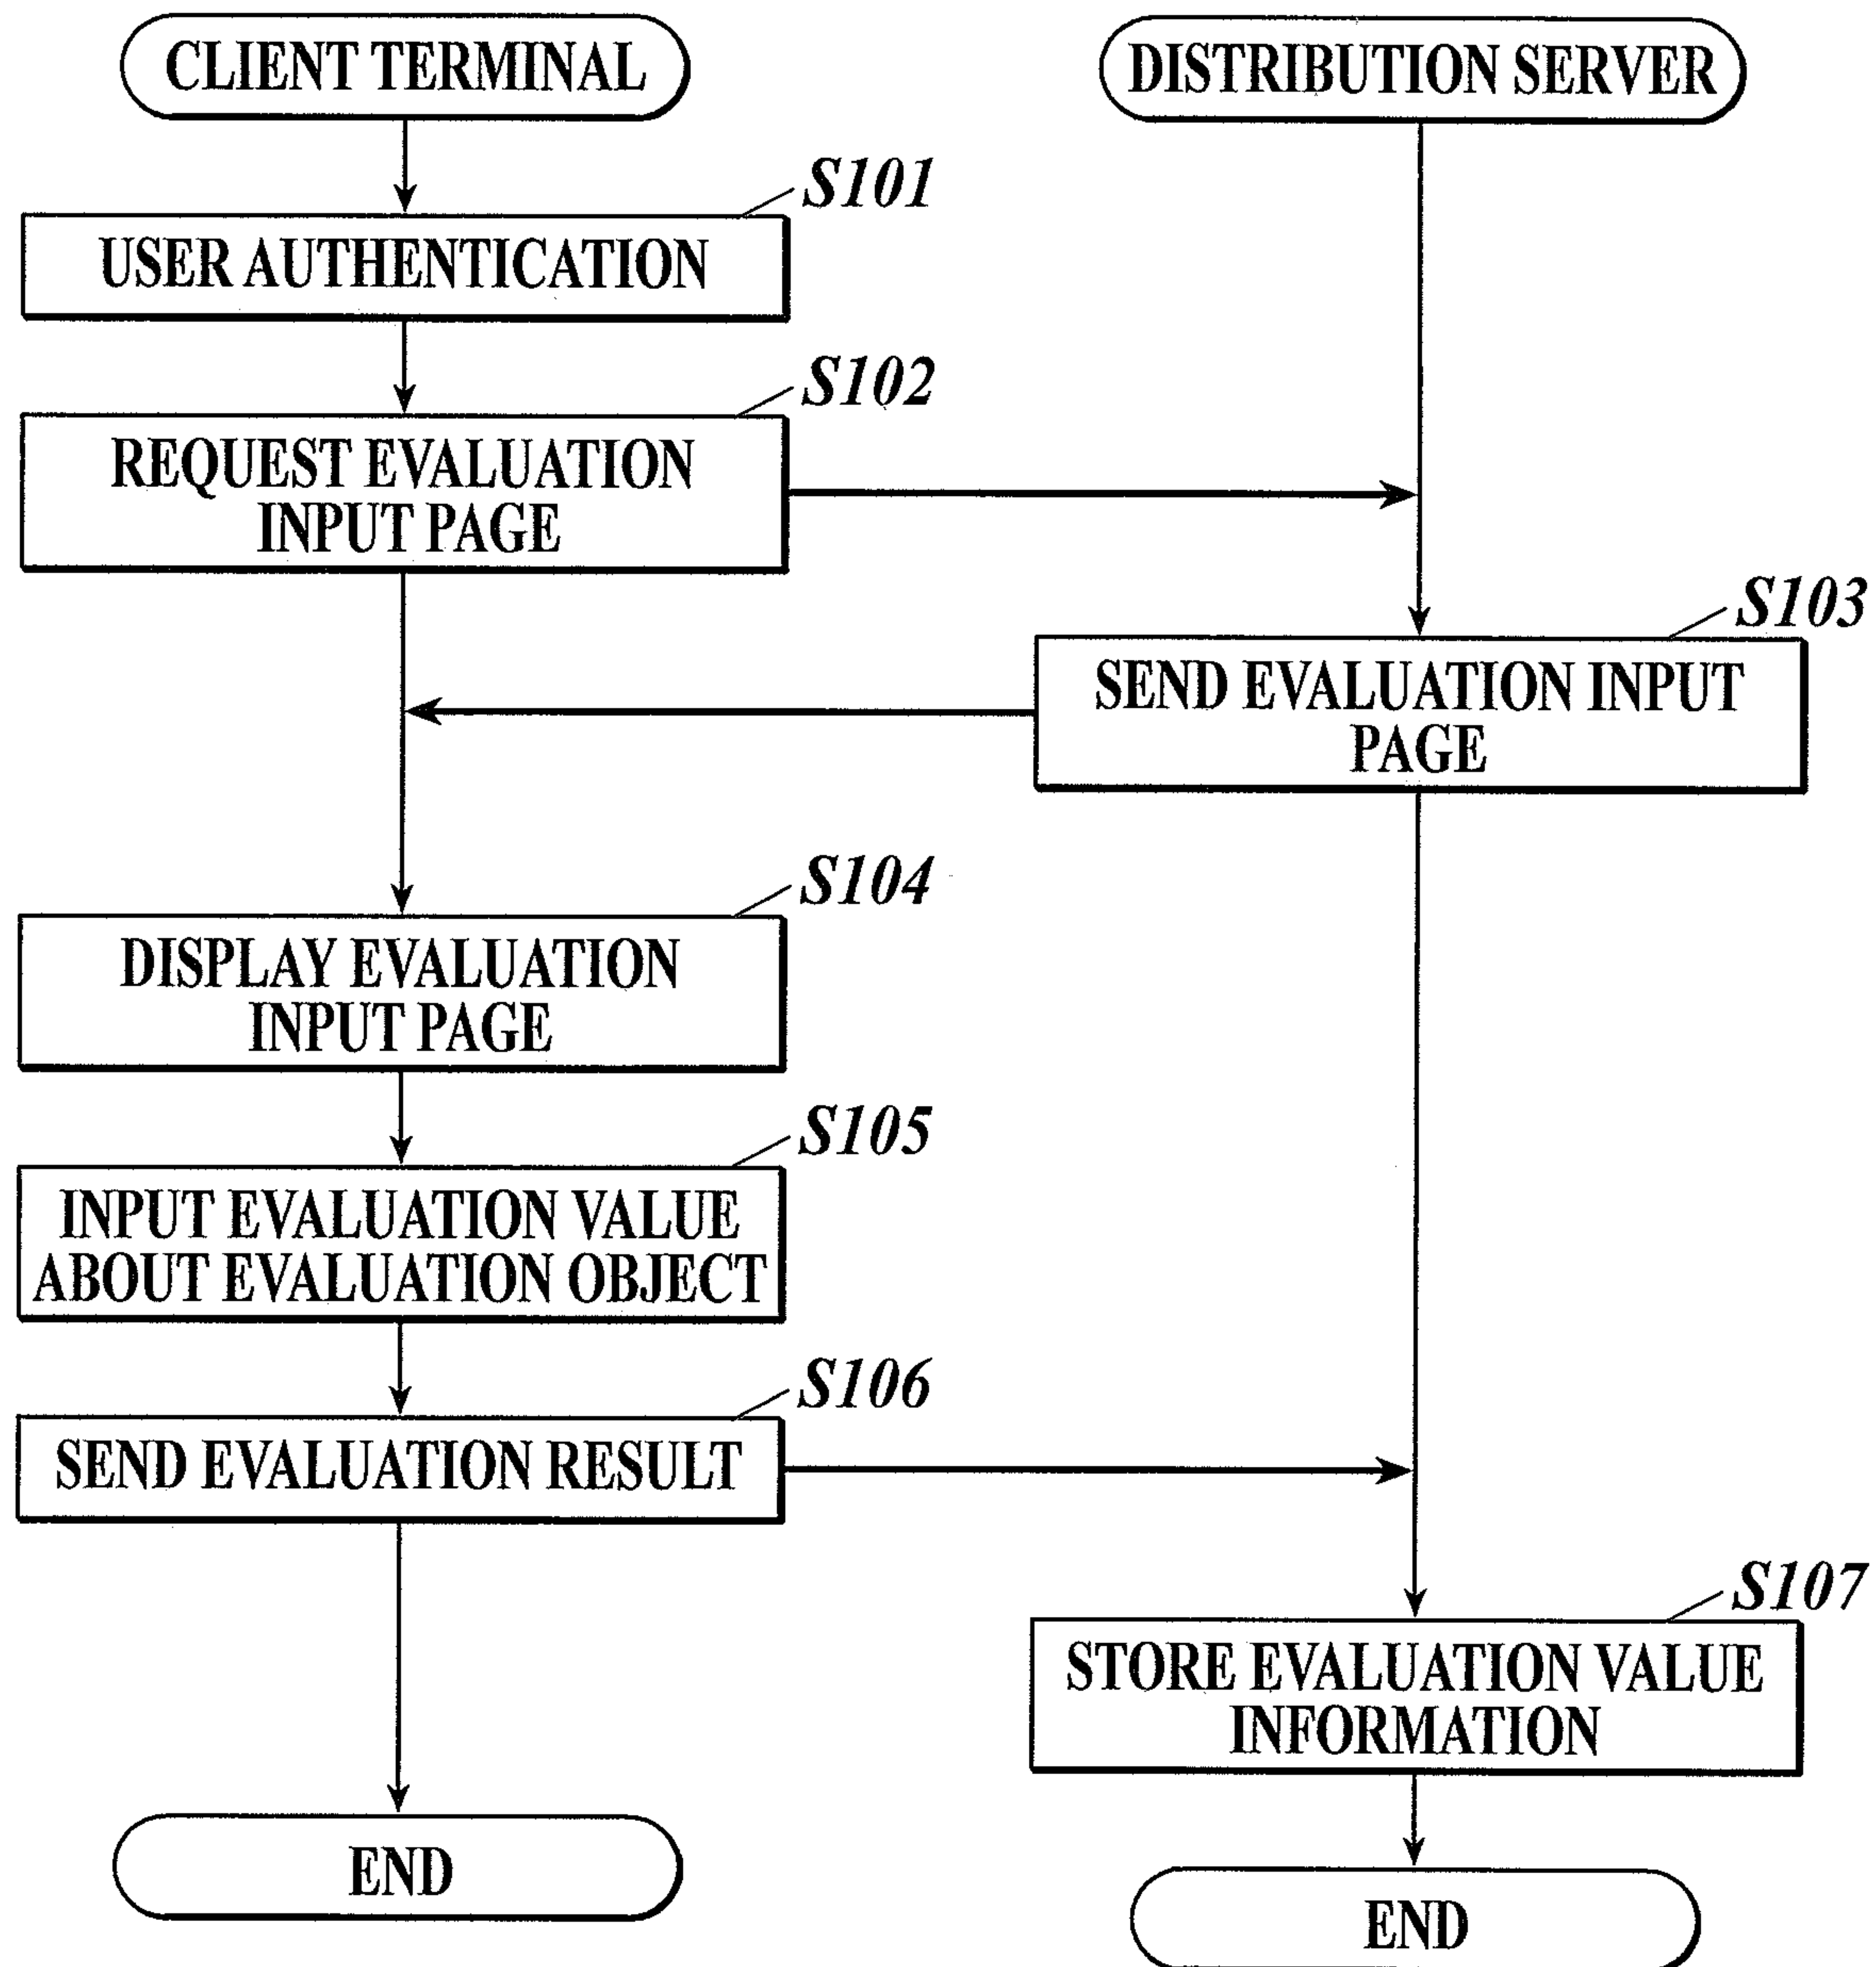 CLIENT TERMINAL
DISTRIBUTION SERVER
S101
USER AUTHENTICATION
S102
REQUEST EVALUATION
INPUT PAGE
S103
SEND EVALUATION INPUT
PAGE
S104
DISPLAY EVALUATION
INPUT PAGE
S105
INPUT EVALUATION VALUE
ABOUT EVALUATION OBJECT
S106
SEND EVALUATION RESULT
S107
STORE EVALUATION VALUE
INFORMATION
END
END